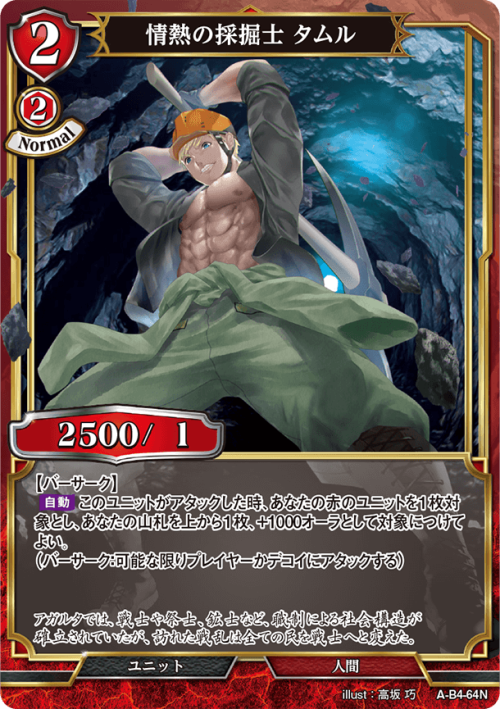 2
情熱の採掘士 タムル
2
Normal
2500/ 1
【バーサーク】
自動 このユニットがアタックした時、あなたの赤のユニットを1枚対
象とし、あなたの山札を上から1枚、+1000オーラとして対象につけて
よい。
(バーサーク:可能な限りプレイヤーかデコイにアタックする)
アガルタでは、戦士や祭士、鉱士など、職制による社会構造が
確立されていたが、訪れた戦乱は全ての民を戦士へと変えた。
ユニット
人間
illust:高坂 巧
A-B4-64N